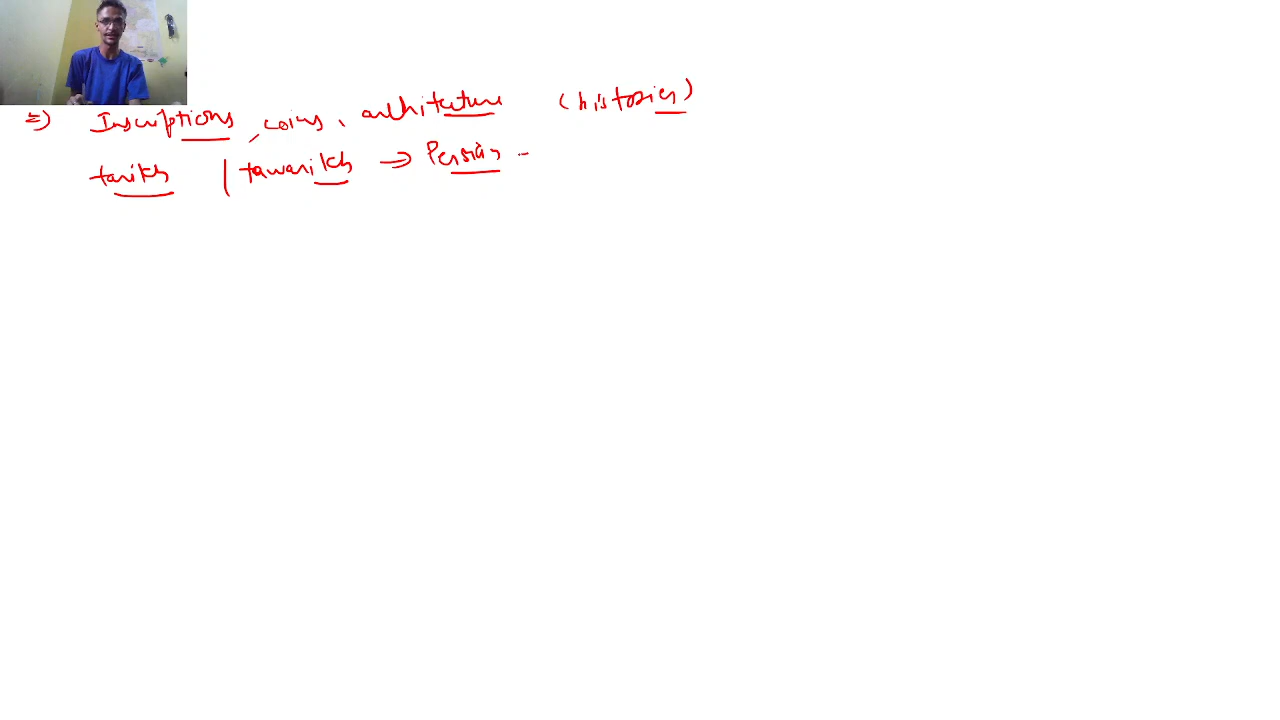 =) Inscriptions, coins, architecture (histories)
tarikh | tawarikh => Persian -